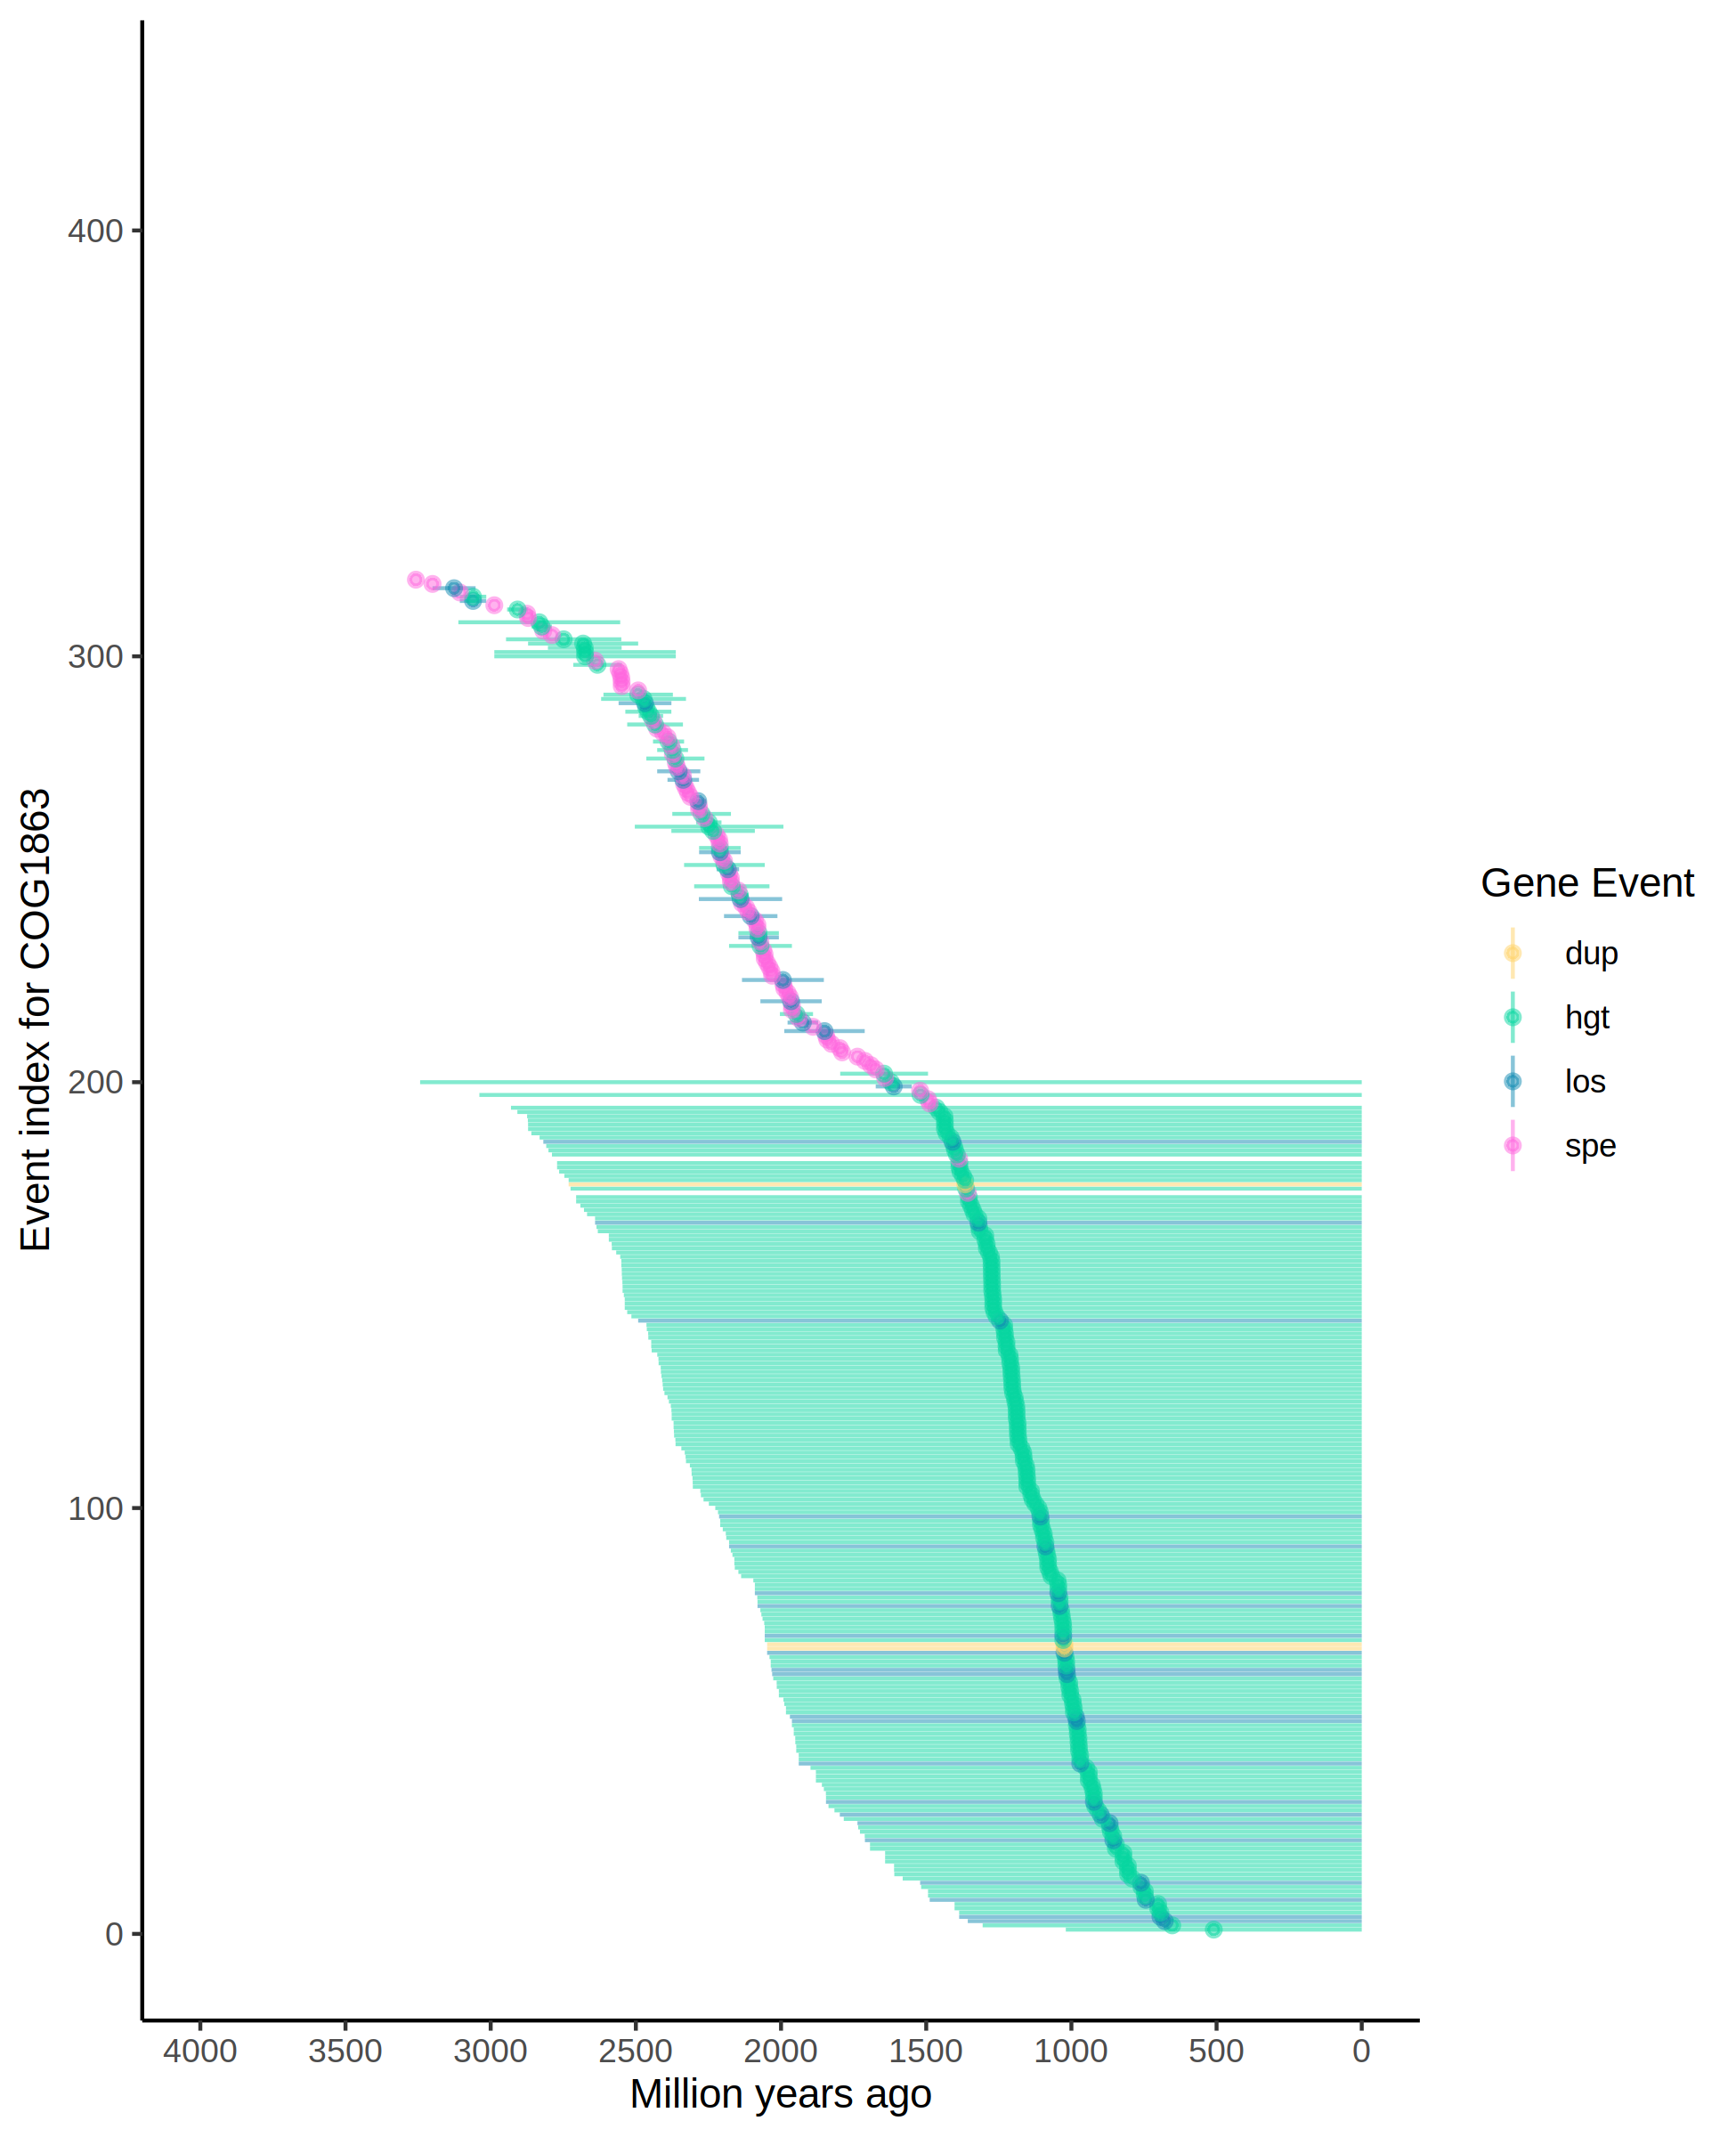 Event index for COG1863
400
300
200
100
0
4000 3500 3000 2500 2000 1500 1000 500 0
Million years ago
Gene Event
dup
hgt
los
spe